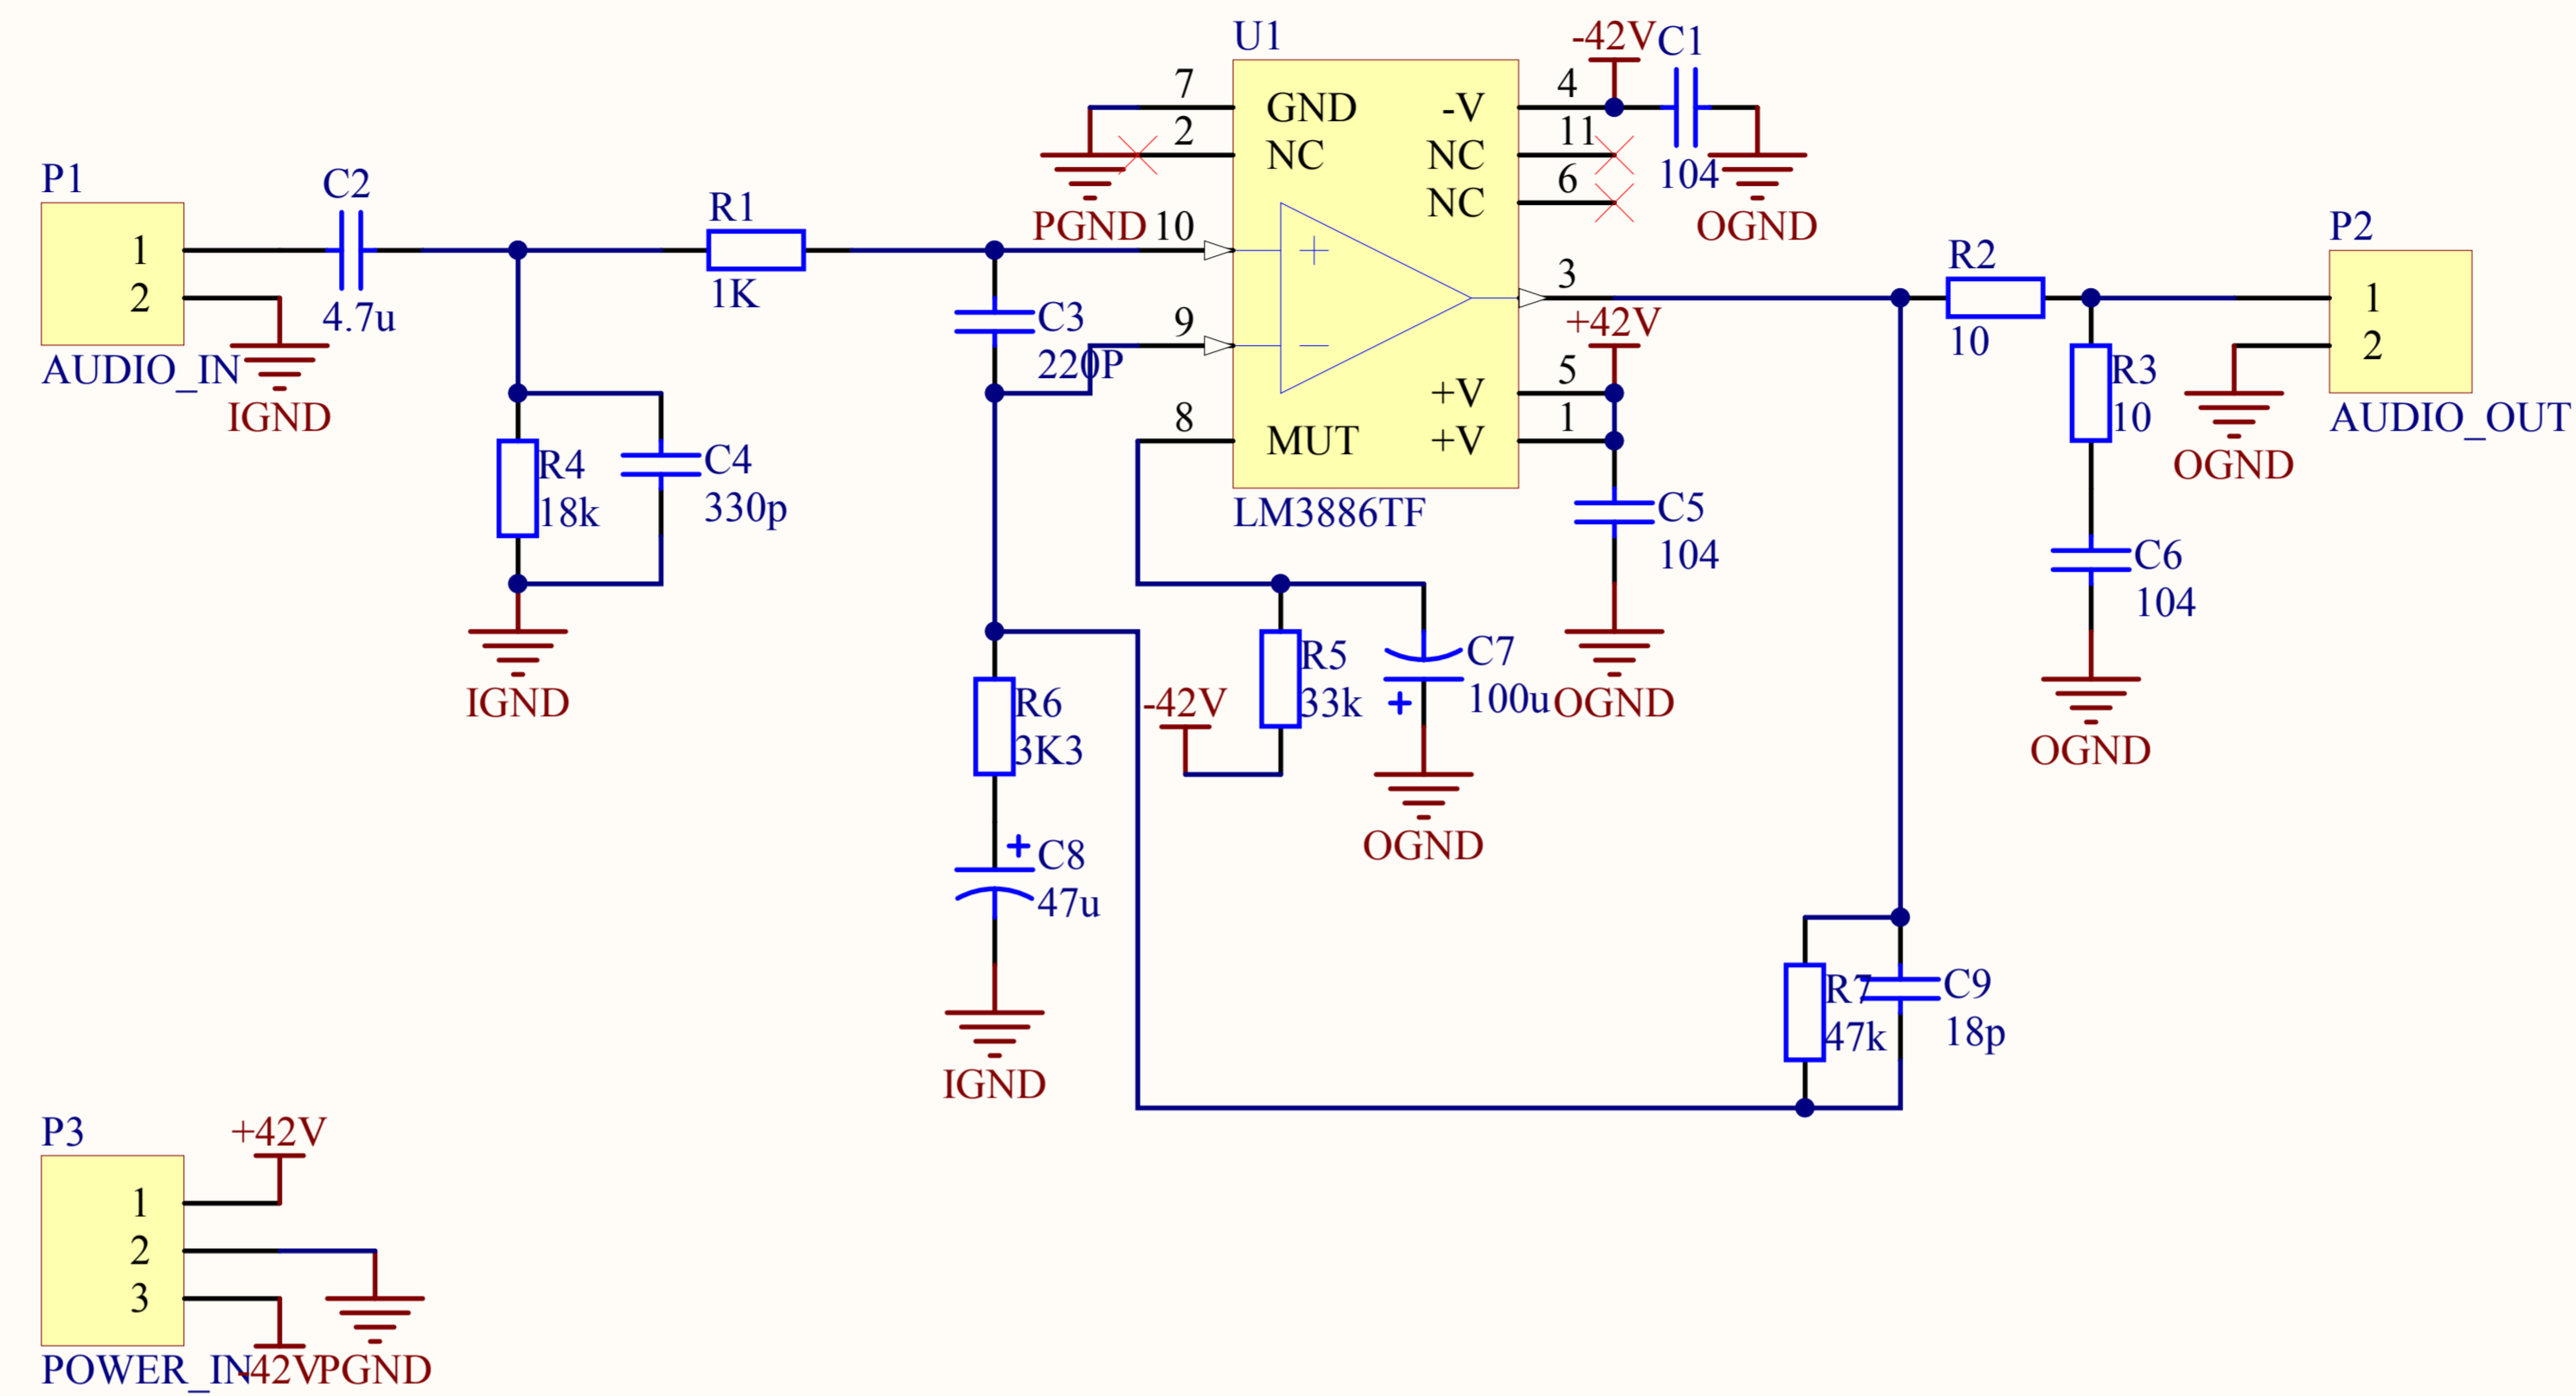 P1
1
2
AUDIO_IN
IGND
C2
4.7u
R1
1K
R4
18k
C4
330p
IGND
C3
220P
R6
3K3
C8
47u
IGND
U1
7
GND
2
NC
PGND
10
9
8
MUT
LM3886TF
-V
4
NC
11
NC
6
3
+V
5
+V
1
-42V
C1
104
OGND
+42V
C5
104
OGND
R5
33k
-42V
C7
100u
OGND
R2
10
R3
10
C6
104
OGND
P2
1
2
AUDIO_OUT
OGND
R7
47k
C9
18p
P3
+42V
1
2
3
POWER_IN
-42V
PGND